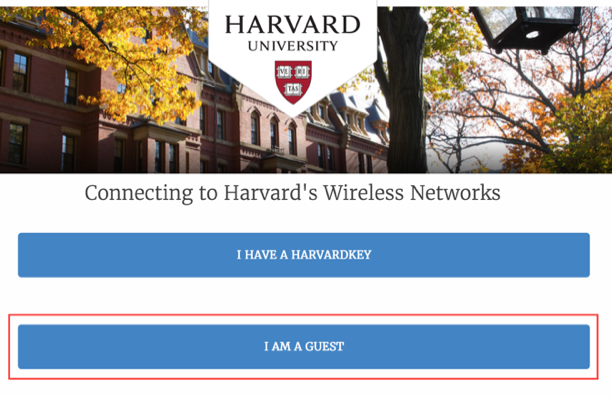 HARVARD
UNIVERSITY
VE RI
TAS
Connecting to Harvard's Wireless Networks
I HAVE A HARVARDKEY
I AM A GUEST